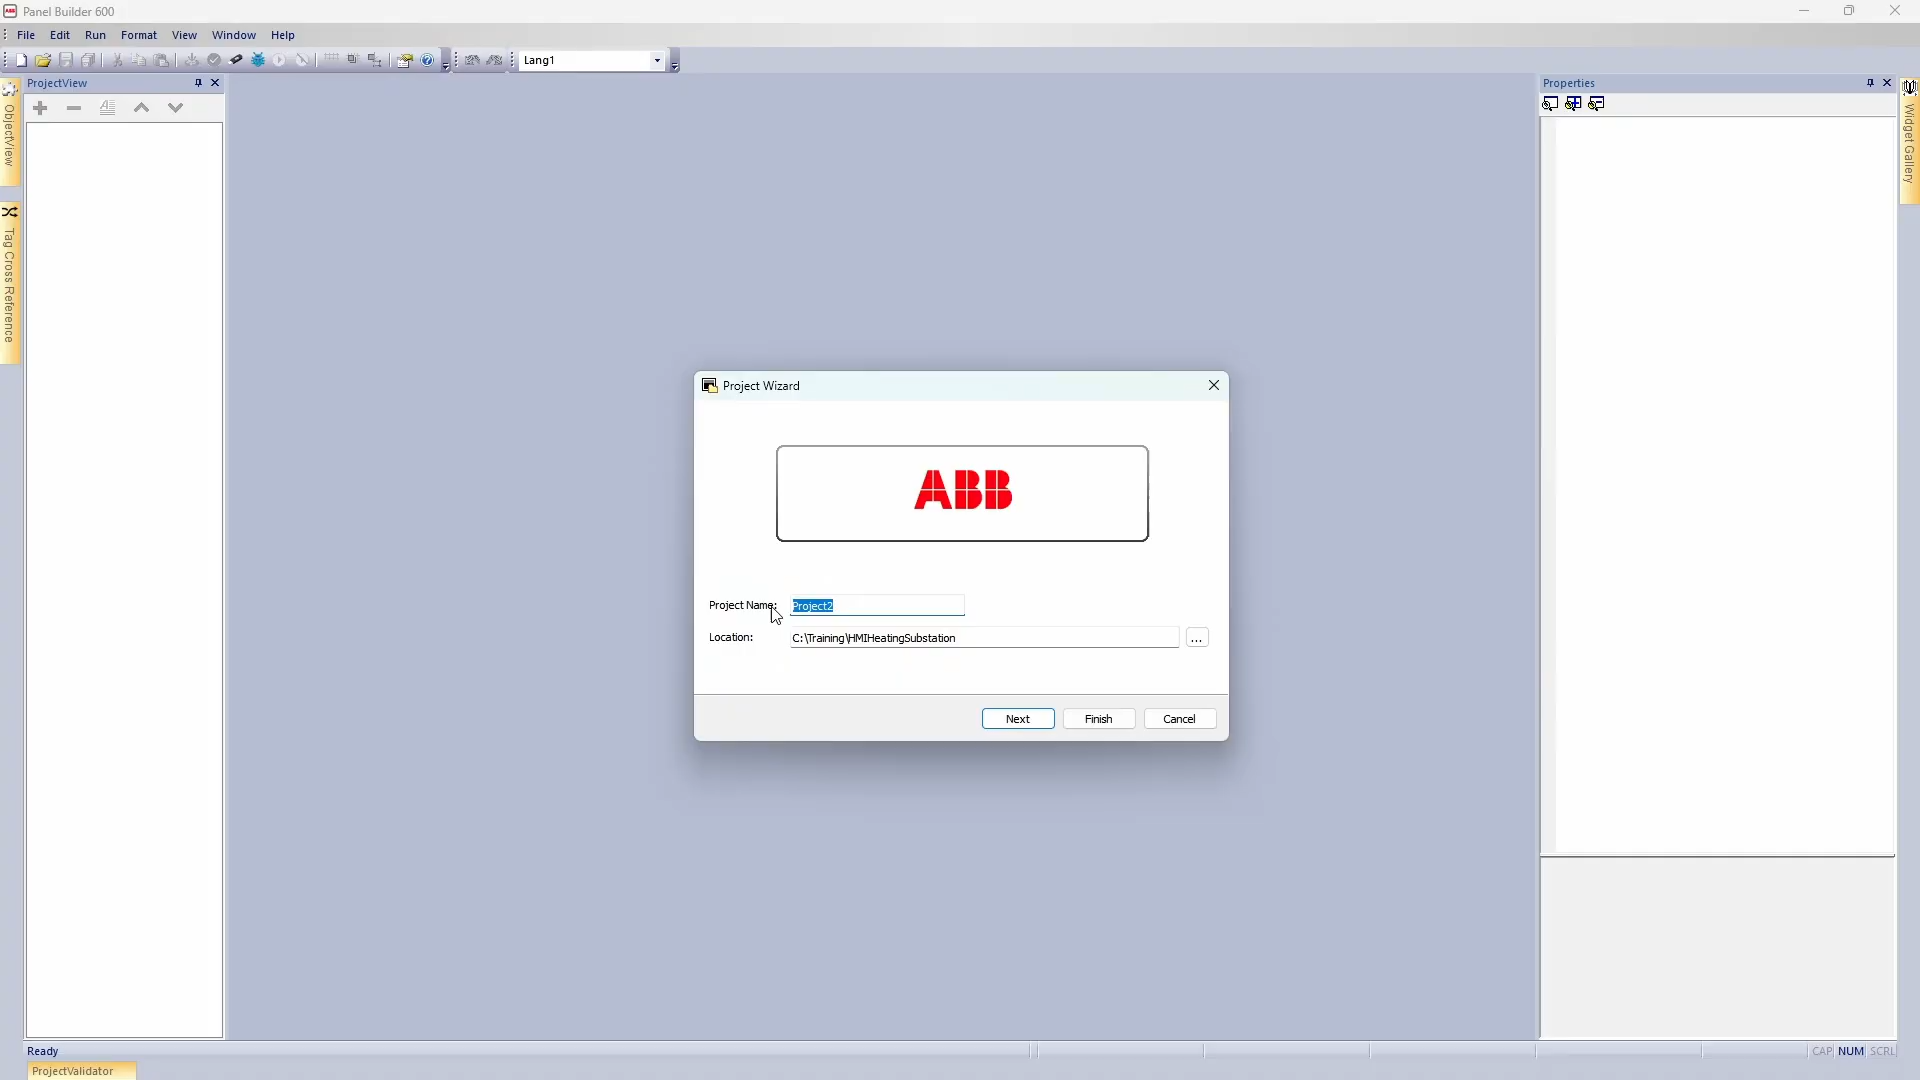 Panel Builder 600
File Edit Run Format View Window Help
Lang1
ProjectView
Properties
ObjectView
Tag Cross Reference
Widget Gallery
Project Wizard
ABB
Project Name: Project2
Location: C:\Training\HMIHeatingSubstation
...
Next Finish Cancel
Ready
CAP NUM SCRL
ProjectValidator